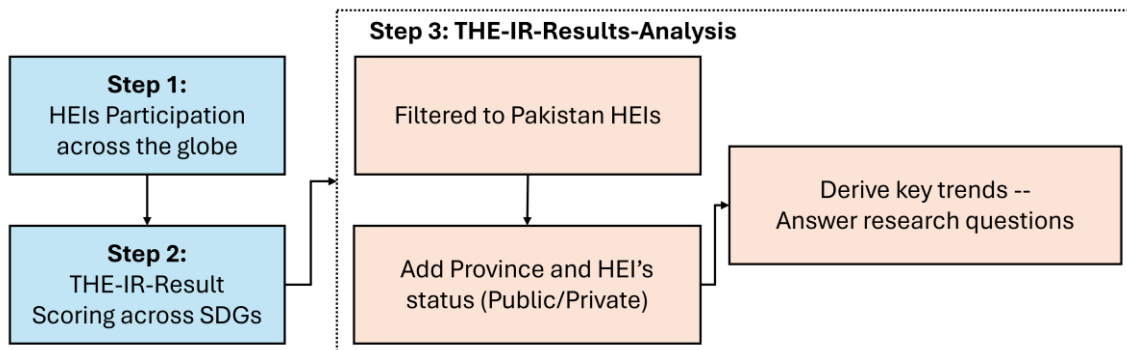 Step 1:
HEIs Participation
across the globe
Step 2:
THE-IR-Result
Scoring across SDGs
Step 3: THE-IR-Results-Analysis
Filtered to Pakistan HEIs
Add Province and HEI’s
status (Public/Private)
Derive key trends --
Answer research questions